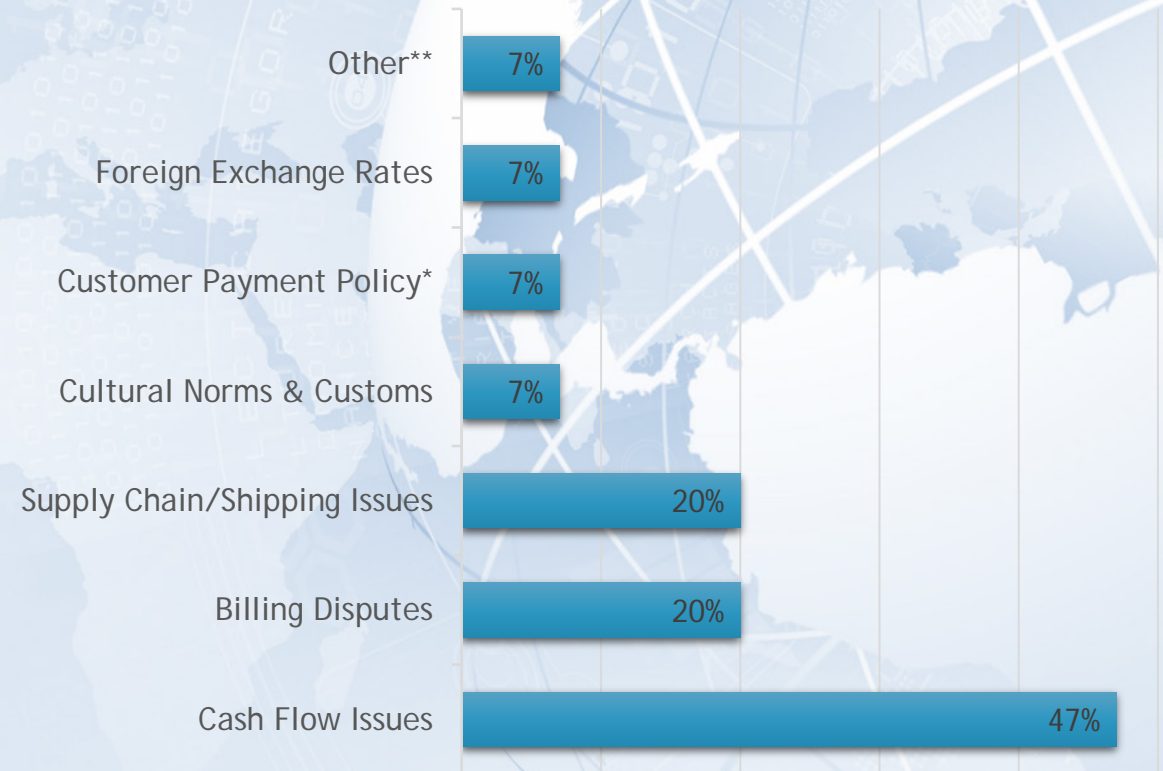 Other** 7%
Foreign Exchange Rates 7%
Customer Payment Policy* 7%
Cultural Norms & Customs 7%
Supply Chain/Shipping Issues 20%
Billing Disputes 20%
Cash Flow Issues 47%